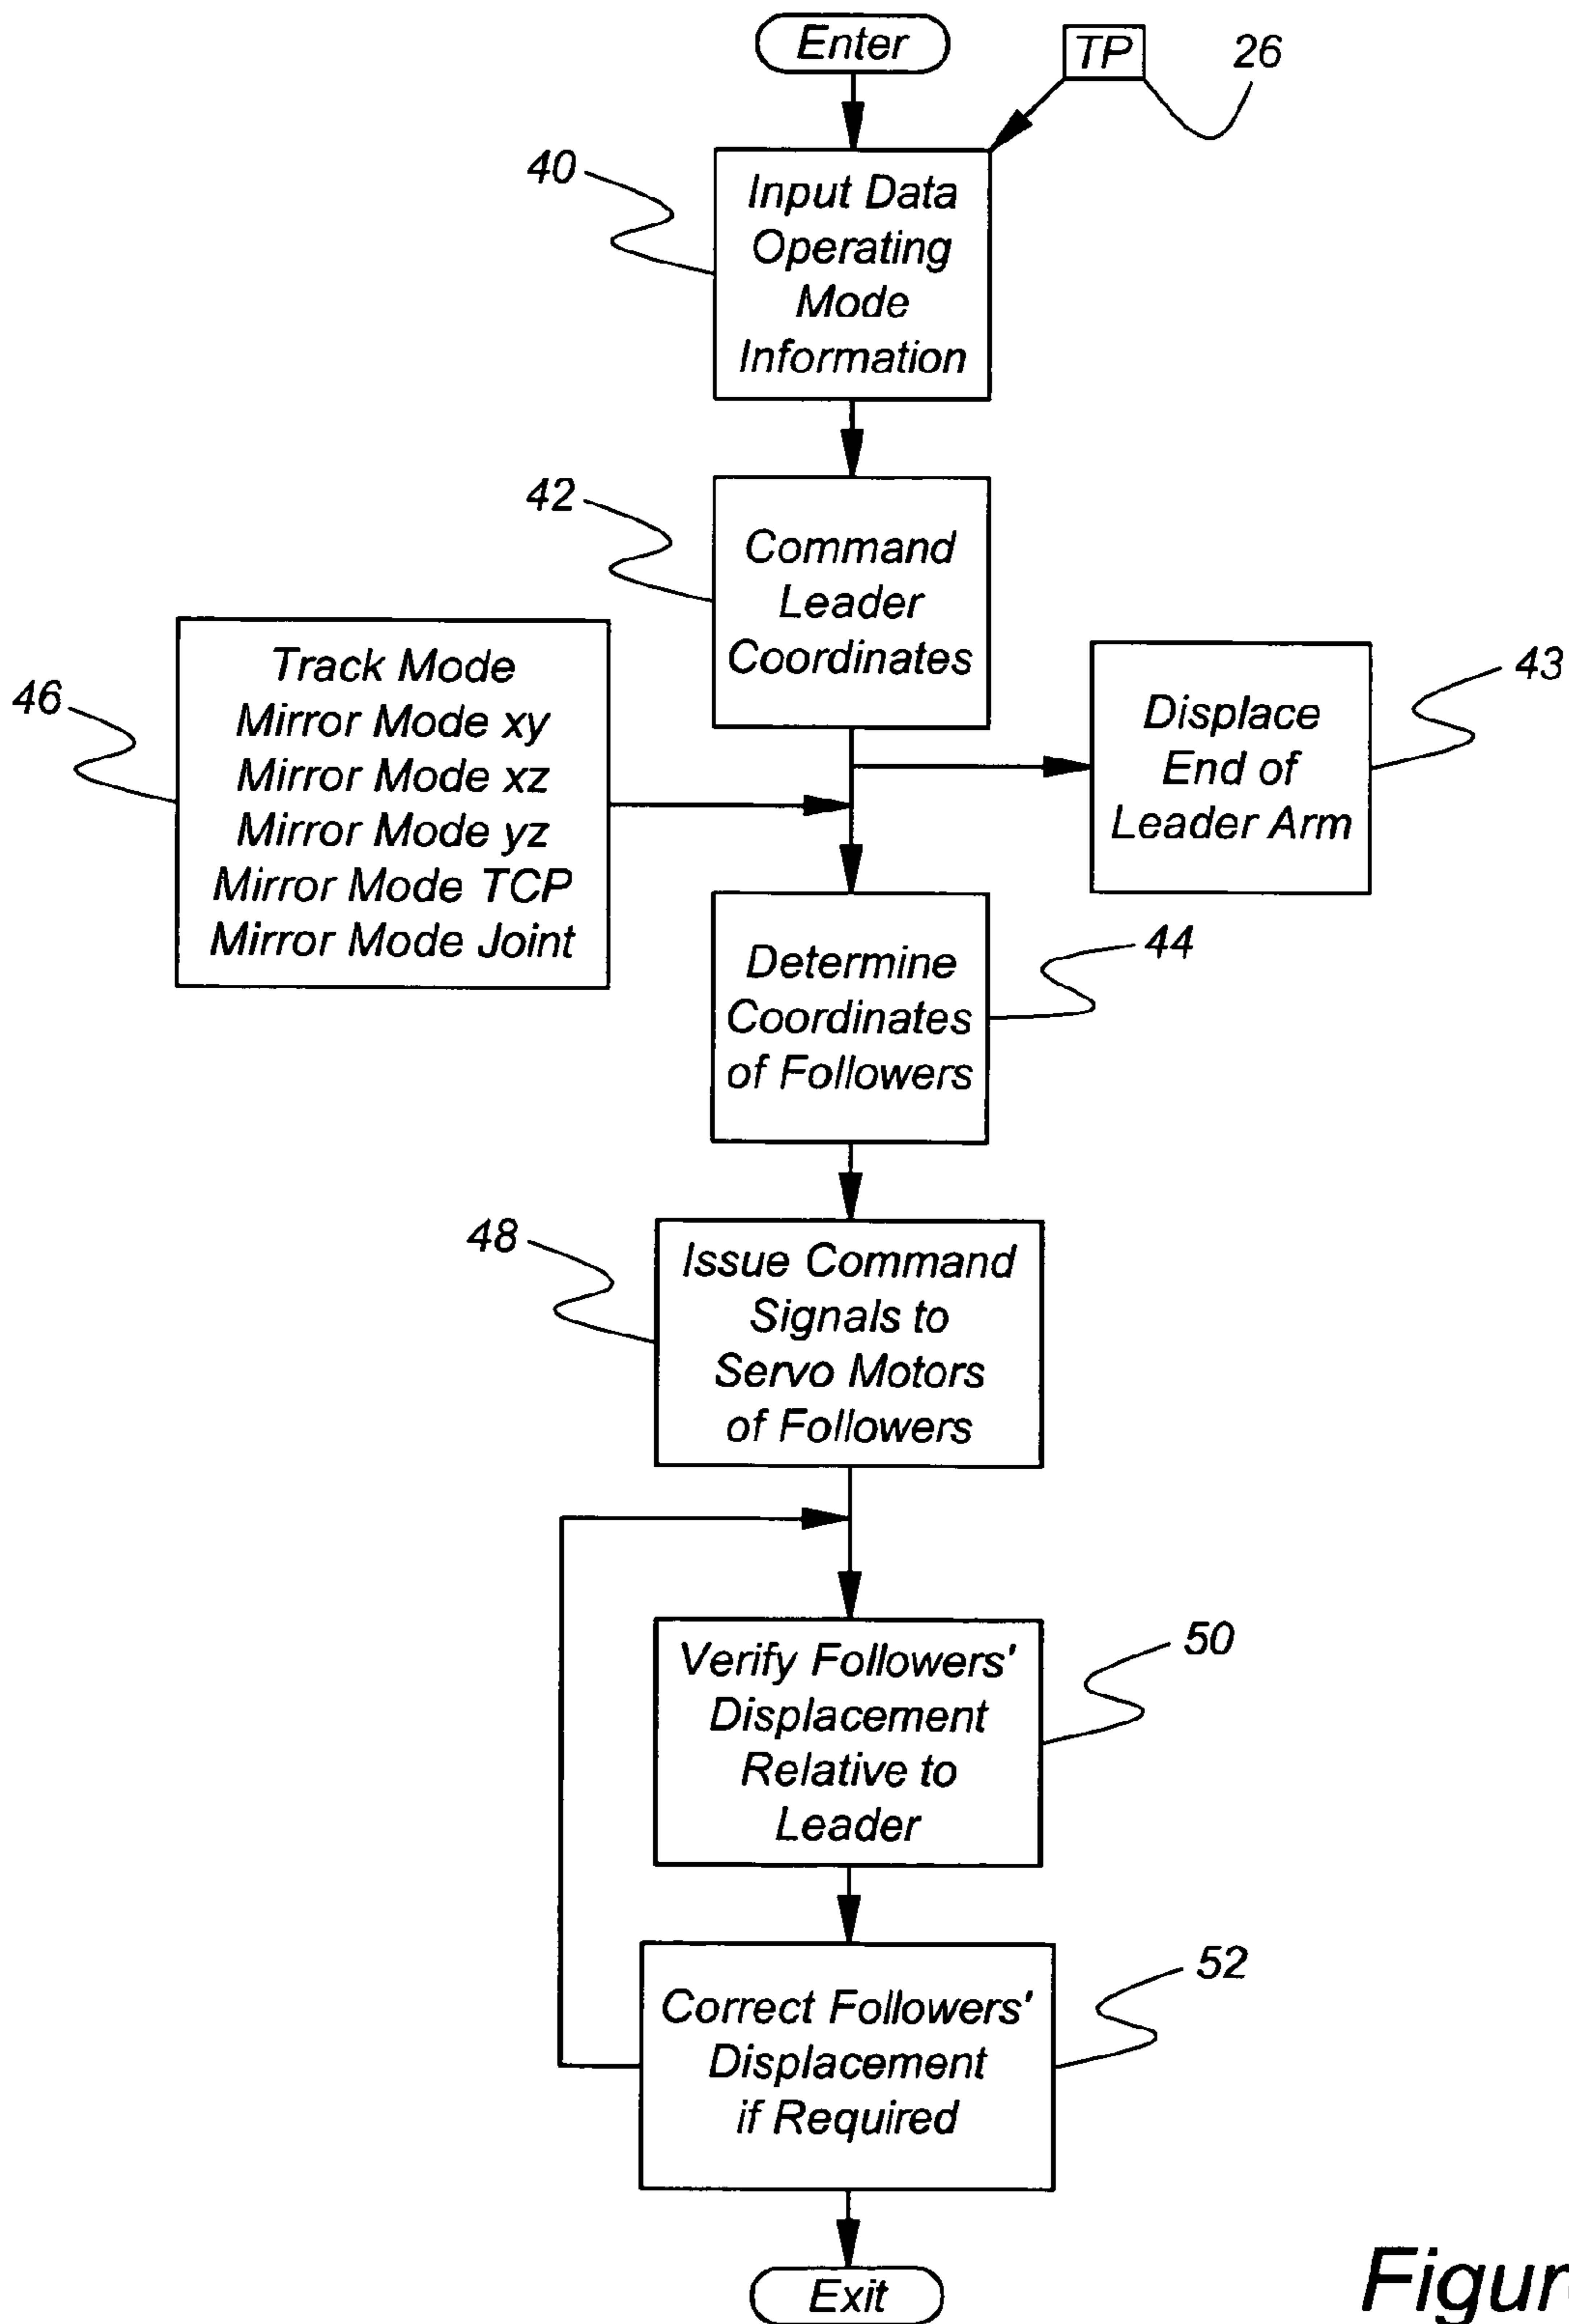 Enter
TP
26
40
Input Data
Operating
Mode
Information
42
Command
Leader
Coordinates
46
Track Mode
Mirror Mode xy
Mirror Mode xz
Mirror Mode yz
Mirror Mode TCP
Mirror Mode Joint
Displace
End of
Leader Arm
43
Determine
Coordinates
of Followers
44
48
Issue Command
Signals to
Servo Motors
of Followers
Verify Followers'
Displacement
Relative to
Leader
50
Correct Followers'
Displacement
if Required
52
Exit
Figur